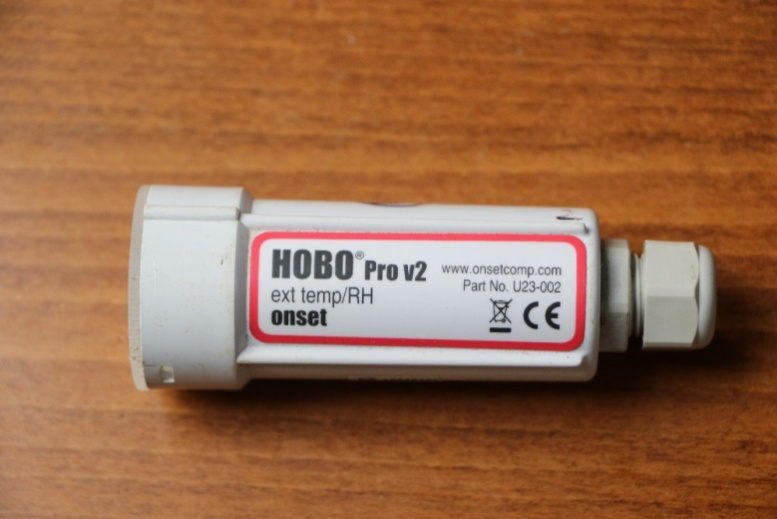 HOBO® Pro v2
ext temp/RH
onset
www.onsetcomp.com
Part No. U23-002
CE